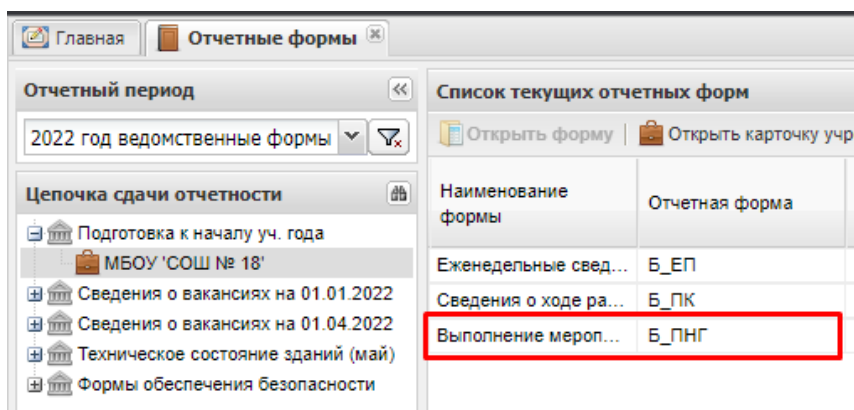 Главная
Отчетные формы
Отчетный период
2022 год ведомственные формы
Цепочка сдачи отчетности
Подготовка к началу уч. года
МБОУ 'СОШ № 18'
Сведения о вакансиях на 01.01.2022
Сведения о вакансиях на 01.04.2022
Техническое состояние зданий (май)
Формы обеспечения безопасности
Список текущих отчетных форм
Открыть форму
Открыть карточку учр
Наименование
формы
Отчетная форма
Еженедельные свед... Б_ЕП
Сведения о ходе ра... Б_ПК
Выполнение мероп... Б_ПНГ